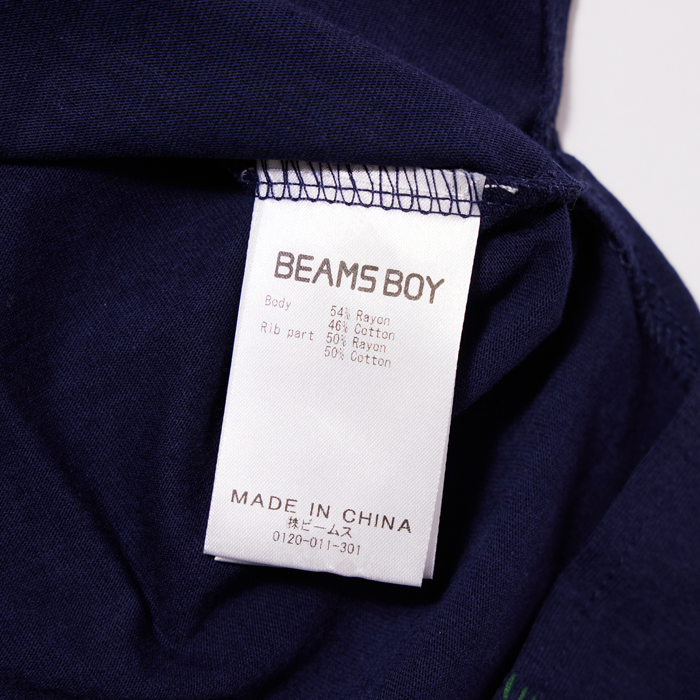 BEAMS BOY
Body 54% Rayon
46% Cotton
Rib part 50% Rayon
50% Cotton
MADE IN CHINA
㈱ビームス
0120-011-301